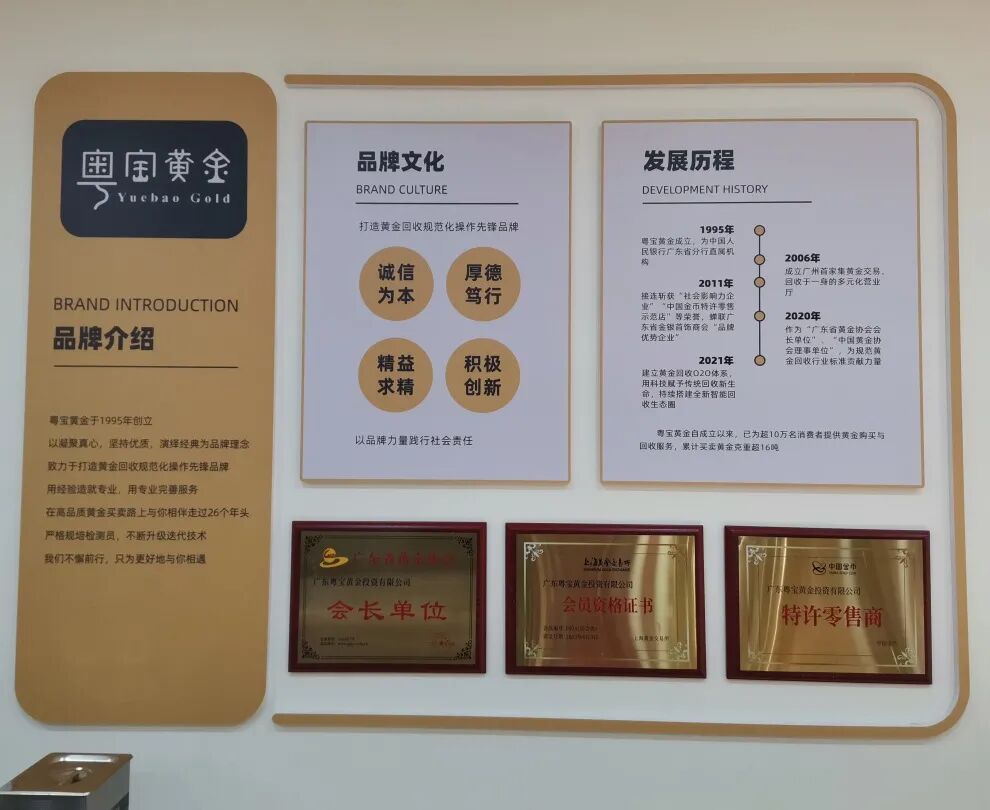 粤宝黄金
Yuebao Gold
BRAND INTRODUCTION
品牌介绍
粤宝黄金于1995年创立
以凝聚真心，坚持优质，演绎经典为品牌理念
致力于打造黄金回收规范化操作先锋品牌
用经验造就专业，用专业完善服务
在高品质黄金买卖路上与你相伴走过26个年头
严格规培检测员，不断升级迭代技术
我们不懈前行，只为更好地与你相遇
品牌文化
BRAND CULTURE
打造黄金回收规范化操作先锋品牌
诚信
为本
厚德
笃行
精益
求精
积极
创新
以品牌力量践行社会责任
发展历程
DEVELOPMENT HISTORY
1995年
粤宝黄金成立，为中国人
民银行广东省分行直属机
构
2006年
成立广州首家集黄金交易、
回收于一身的多元化营业
厅
2011年
接连斩获“社会影响力企
业”“中国金币特许零售
示范店”等荣誉，蝉联广
东省金银首饰商会“品牌
优势企业”
2020年
作为“广东省黄金协会会
长单位”、“中国黄金协
会理事单位”，为规范黄
金回收行业标准贡献力量
2021年
建立黄金回收O2O体系，
用科技赋予传统回收新生
命，持续搭建全新智能回
收生态圈
粤宝黄金自成立以来，已为超10万名消费者提供黄金购买与
回收服务，累计买卖黄金克重超16吨
广东省黄金协会
广东粤宝黄金投资有限公司
会长单位
上海黄金交易所
广东粤宝黄金投资有限公司
会员资格证书
上海黄金交易所
中国金币
广东粤宝黄金投资有限公司
特许零售商